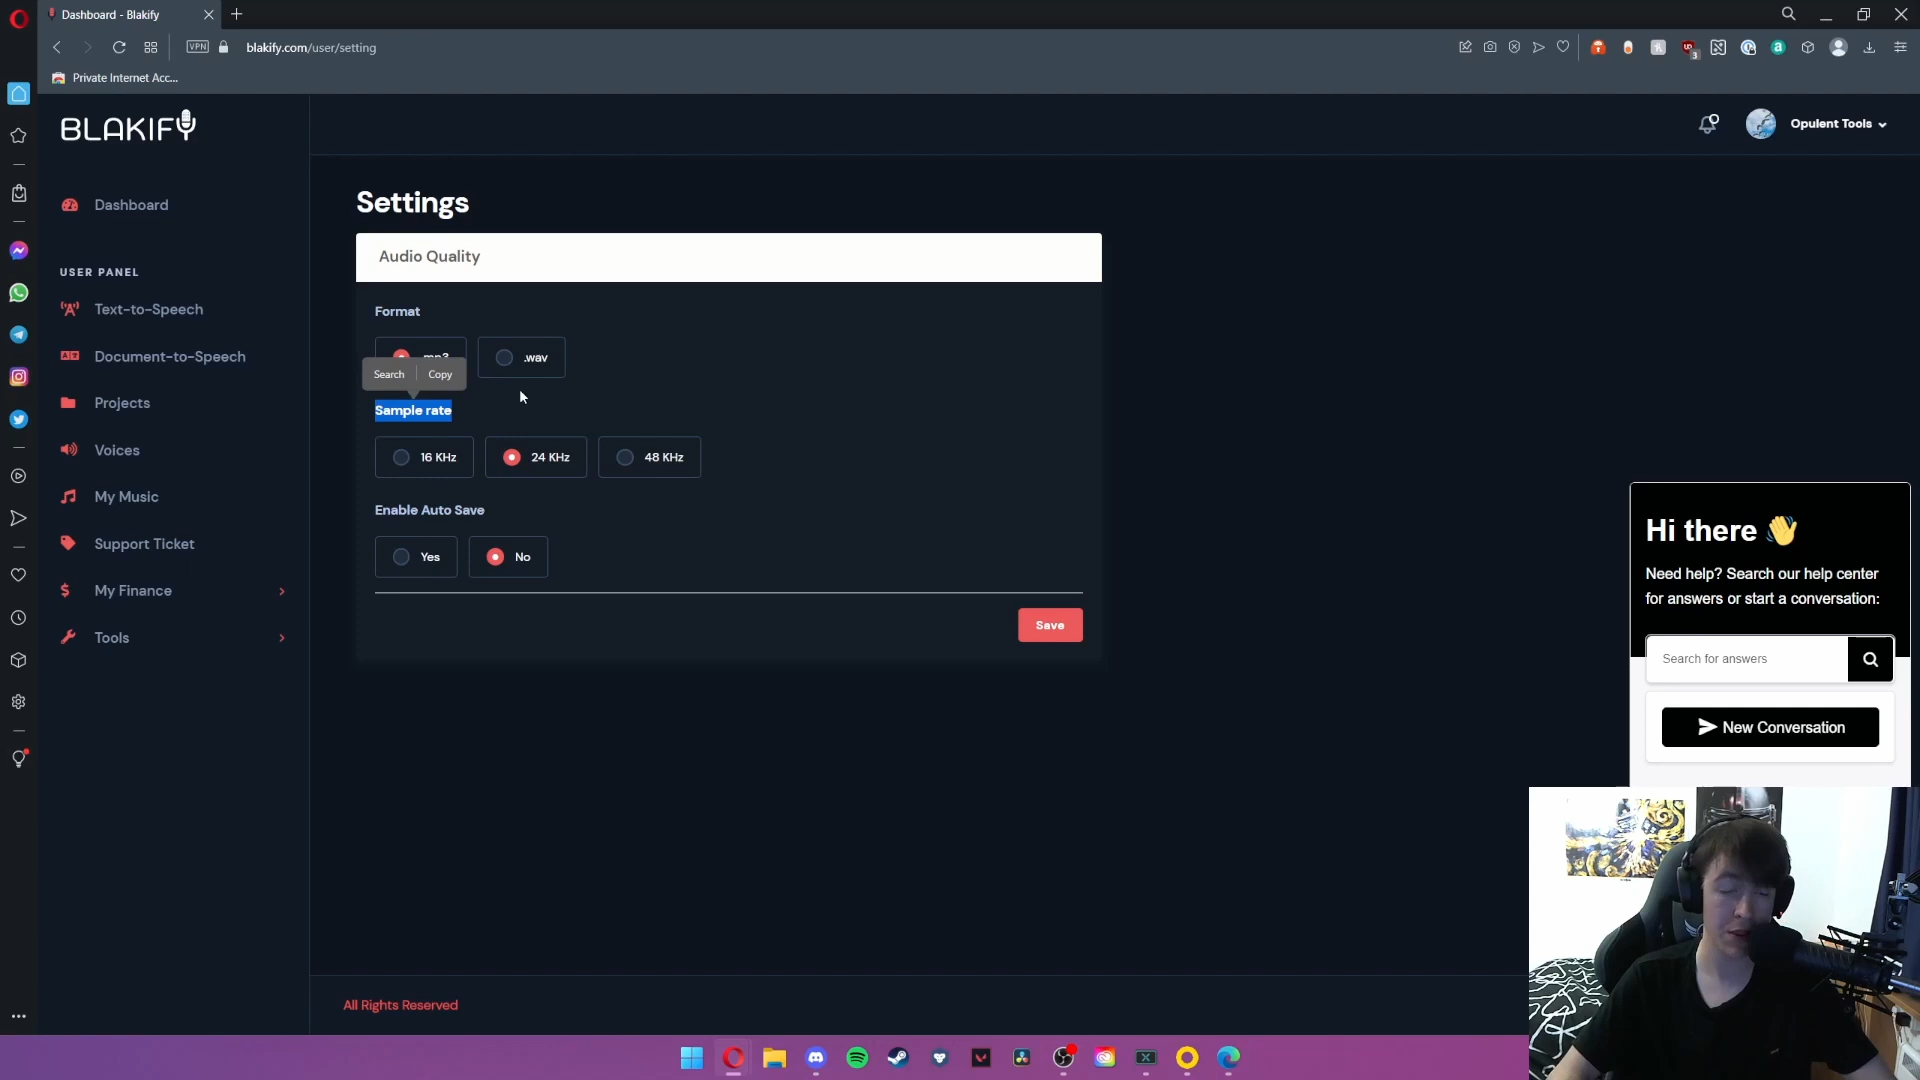 Dashboard - Blakify
VPN
blakify.com/user/setting
3
Private Internet Acc...
BLAKIFY
Opulent Tools
Dashboard
USER PANEL
Text-to-Speech
Document-to-Speech
Projects
Voices
My Music
Support Ticket
My Finance
Tools
Settings
Audio Quality
Format
.mp3
.wav
Search
Copy
Sample rate
16 KHz
24 KHz
48 KHz
Enable Auto Save
Yes
No
Save
Hi there 👋
Need help? Search our help center
for answers or start a conversation:
Search for answers
New Conversation
All Rights Reserved